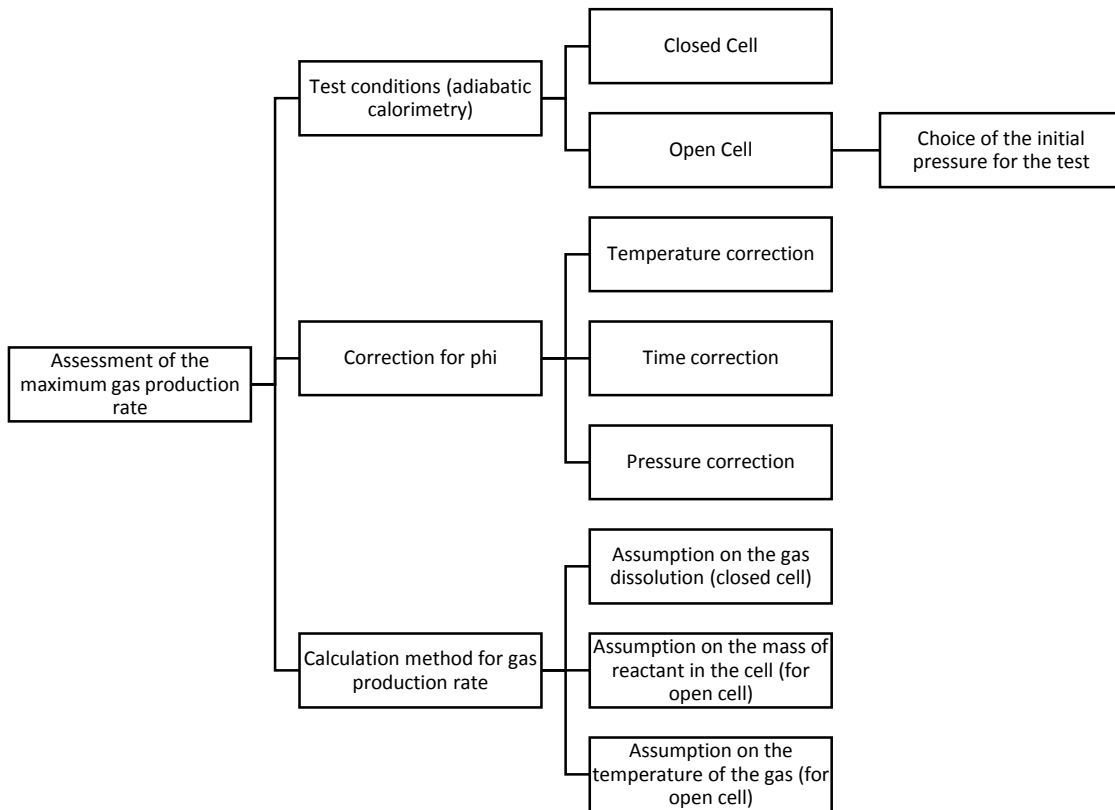 Assessment of the
maximum gas production
rate
Test conditions (adiabatic
calorimetry)
Closed Cell
Open Cell
Choice of the initial
pressure for the test
Correction for phi
Temperature correction
Time correction
Pressure correction
Calculation method for gas
production rate
Assumption on the gas
dissolution (closed cell)
Assumption on the mass of
reactant in the cell (for
open cell)
Assumption on the
temperature of the gas (for
open cell)